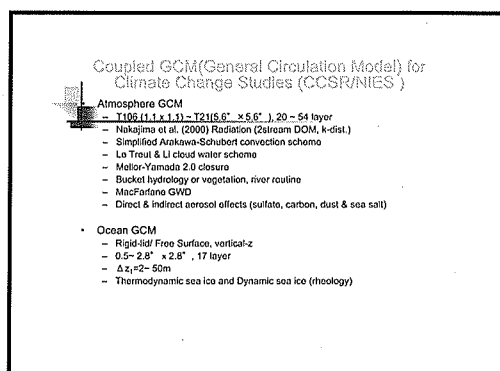 Coupled GCM(General Circulation Model) for
Climate Change Studies (CCSR/NIES )
• Atmosphere GCM
– T106 (1.1 x 1.1) ~ T21(5.6° ×5.6° ), 20 ~ 54 layer
– Nakajima et al. (2000) Radiation (2stream DOM, k-dist.)
– Simplified Arakawa-Schubert convection scheme
– Le Treut & Li cloud water scheme
– Mellor-Yamada 2.0 closure
– Bucket hydrology or vegetation, river routine
– MacFarlane GWD
– Direct & indirect aerosol effects (sulfate, carbon, dust & sea salt)
• Ocean GCM
– Rigid-lid/ Free Surface, vertical-z
– 0.5~ 2.8° x 2.8° , 17 layer
– Δz₁=2~ 50m
– Thermodynamic sea ice and Dynamic sea ice (rheology)